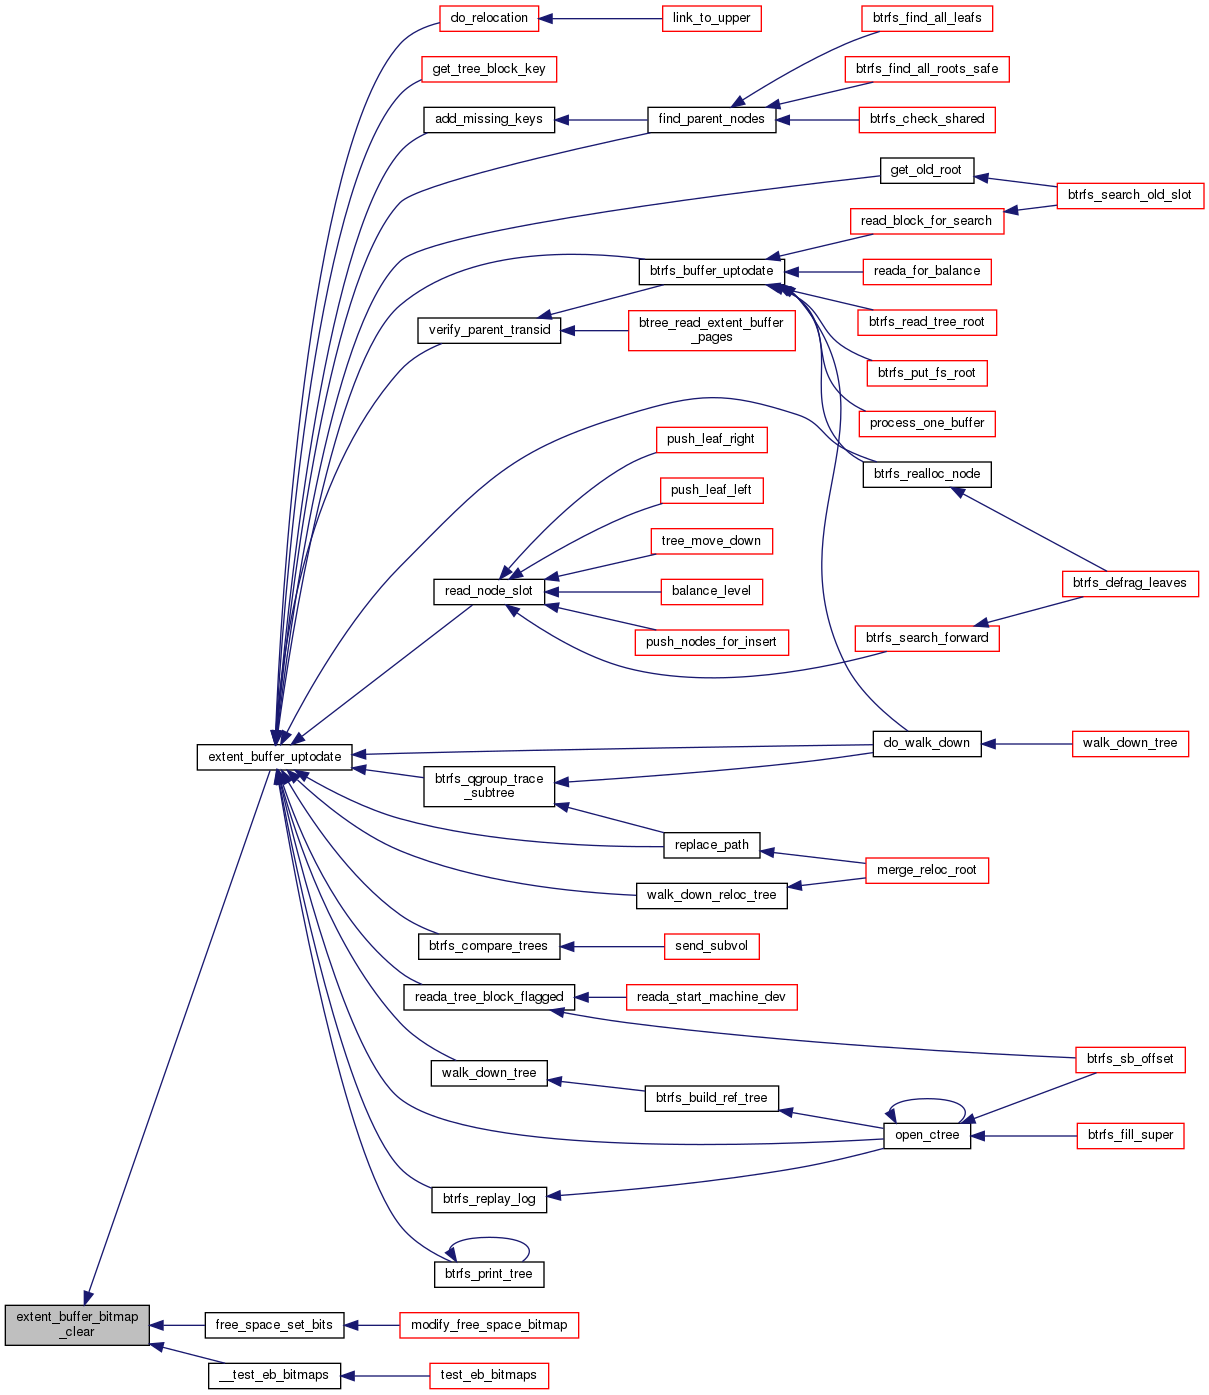 do_relocation
link_to_upper
btrfs_find_all_leafs
get_tree_block_key
btrfs_find_all_roots_safe
add_missing_keys
find_parent_nodes
btrfs_check_shared
get_old_root
btrfs_search_old_slot
read_block_for_search
btrfs_buffer_uptodate
reada_for_balance
verify_parent_transid
btree_read_extent_buffer
_pages
btrfs_read_tree_root
btrfs_put_fs_root
process_one_buffer
push_leaf_right
btrfs_realloc_node
push_leaf_left
tree_move_down
read_node_slot
balance_level
btrfs_defrag_leaves
push_nodes_for_insert
btrfs_search_forward
extent_buffer_uptodate
do_walk_down
walk_down_tree
btrfs_qgroup_trace
_subtree
replace_path
merge_reloc_root
walk_down_reloc_tree
btrfs_compare_trees
send_subvol
reada_tree_block_flagged
reada_start_machine_dev
btrfs_sb_offset
walk_down_tree
btrfs_build_ref_tree
open_ctree
btrfs_fill_super
btrfs_replay_log
btrfs_print_tree
extent_buffer_bitmap
_clear
free_space_set_bits
modify_free_space_bitmap
__test_eb_bitmaps
test_eb_bitmaps